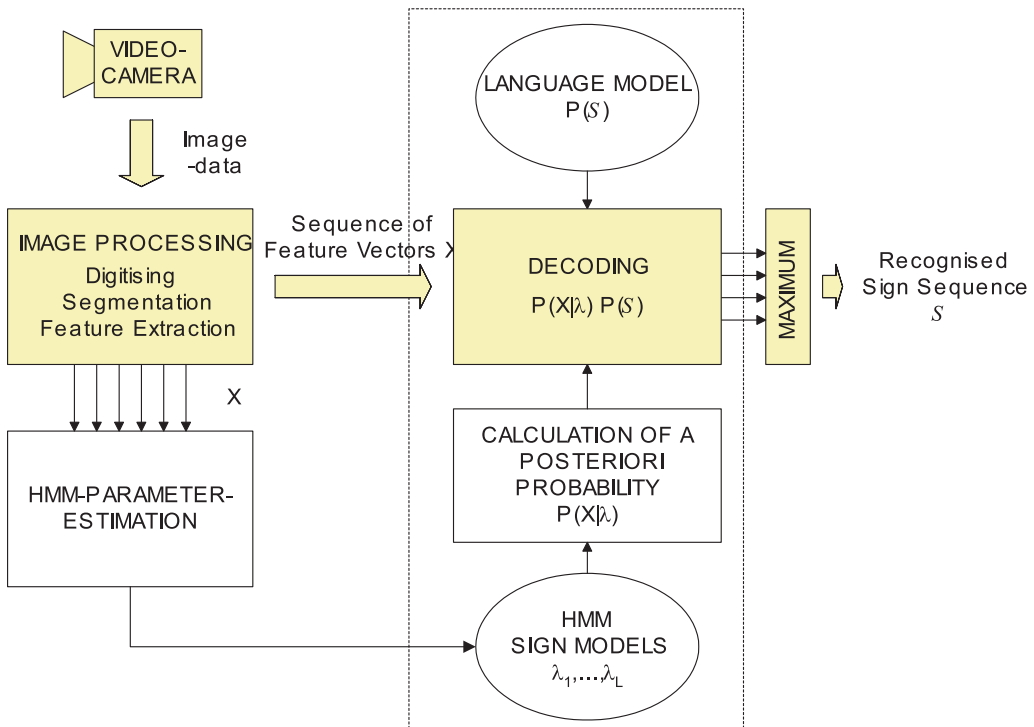 VIDEO-
CAMERA
Image
-data
IMAGE PROCESSING
Digitising
Segmentation
Feature Extraction
Sequence of
Feature Vectors X
LANGUAGE MODEL
P(S)
DECODING
P(X|λ) P(S)
MAXIMUM
Recognised
Sign Sequence
S
X
HMM-PARAMETER-
ESTIMATION
CALCULATION OF A
POSTERIORI
PROBABILITY
P(X|λ)
HMM
SIGN MODELS
λ₁,...,λL